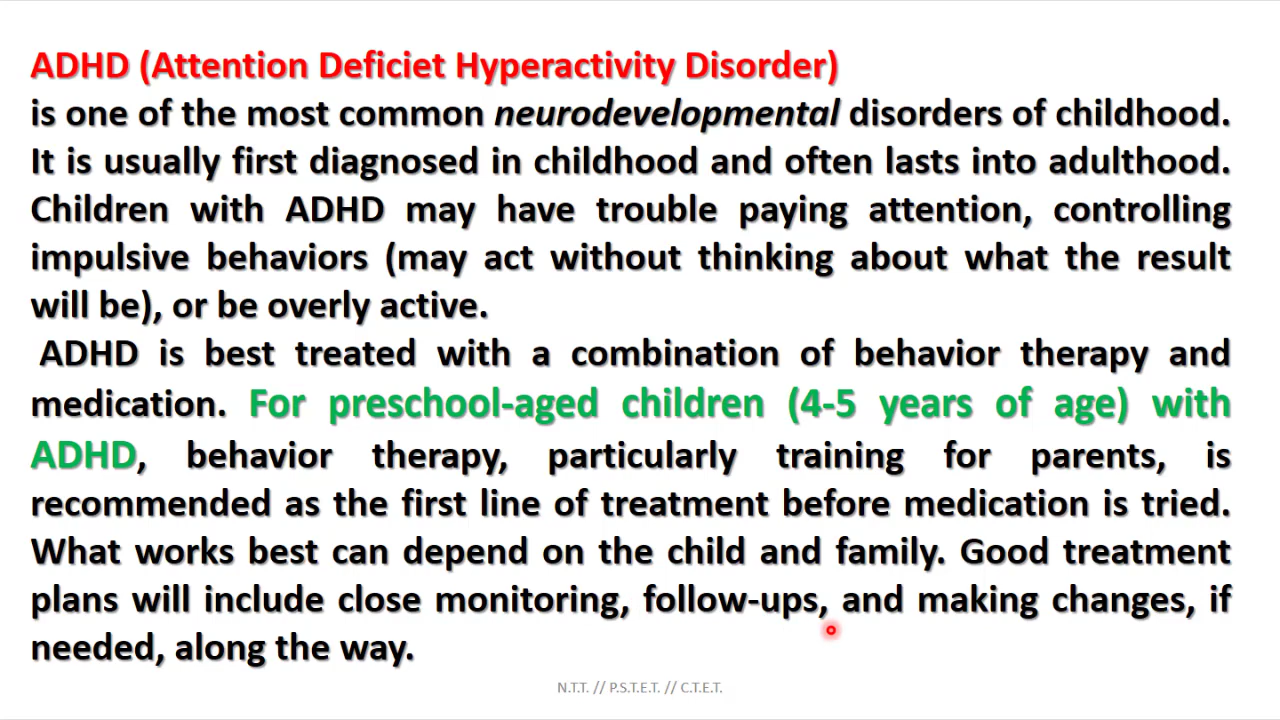 ADHD (Attention Deficiet Hyperactivity Disorder)
is one of the most common neurodevelopmental disorders of childhood.
It is usually first diagnosed in childhood and often lasts into adulthood.
Children with ADHD may have trouble paying attention, controlling
impulsive behaviors (may act without thinking about what the result
will be), or be overly active.
ADHD is best treated with a combination of behavior therapy and
medication. For preschool-aged children (4-5 years of age) with
ADHD, behavior therapy, particularly training for parents, is
recommended as the first line of treatment before medication is tried.
What works best can depend on the child and family. Good treatment
plans will include close monitoring, follow-ups, and making changes, if
needed, along the way.
N.T.T. // P.S.T.E.T. // C.T.E.T.